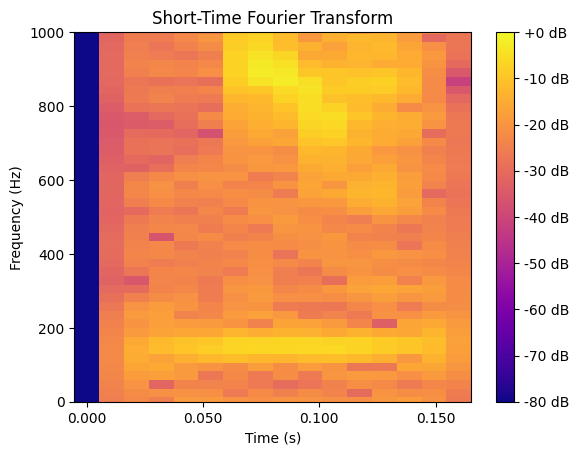 Short-Time Fourier Transform
Frequency (Hz)
1000
800
600
400
200
0
0.000
0.050
0.100
0.150
Time (s)
+0 dB
-10 dB
-20 dB
-30 dB
-40 dB
-50 dB
-60 dB
-70 dB
-80 dB